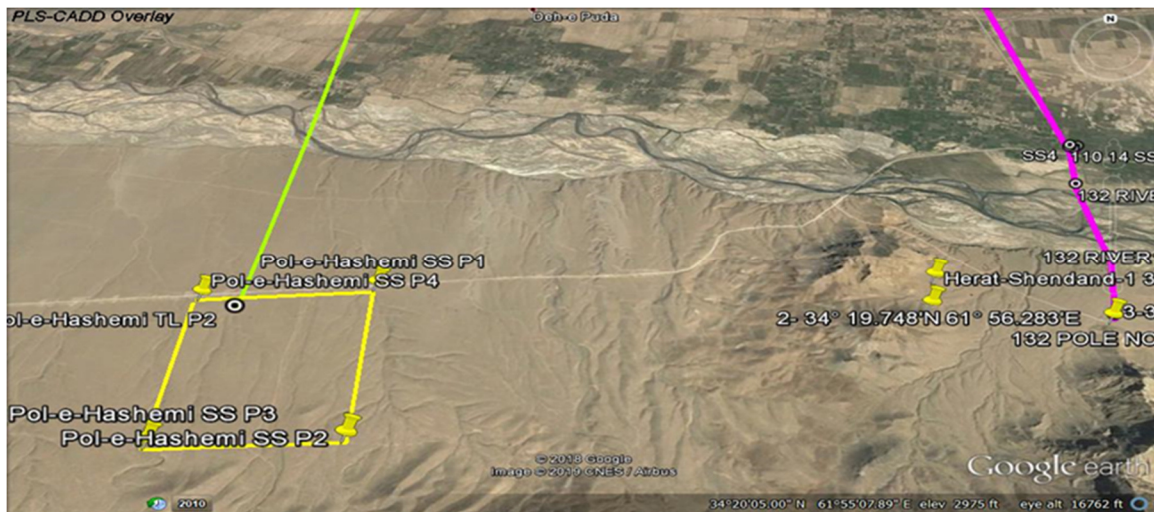 PLS-CADD Overlay
Deh-e Puda
N
SS4
110 14 SS
132 RIVE
Pol-e-Hashemi SS P1
132 RIVER
Pol-e-Hashemi SS P4
Herat-Shendand-1 3
ol-e-Hashemi TL P2
2- 34° 19.748'N 61° 56.283'E
3-3
132 POLE NO
Pol-e-Hashemi SS P3
Pol-e-Hashemi SS P2
© 2018 Google
Image © 2019 CNES / Airbus
Google earth
2010
34°20'05.00" N 61°55'07.89" E elev 2975 ft eye alt 16762 ft